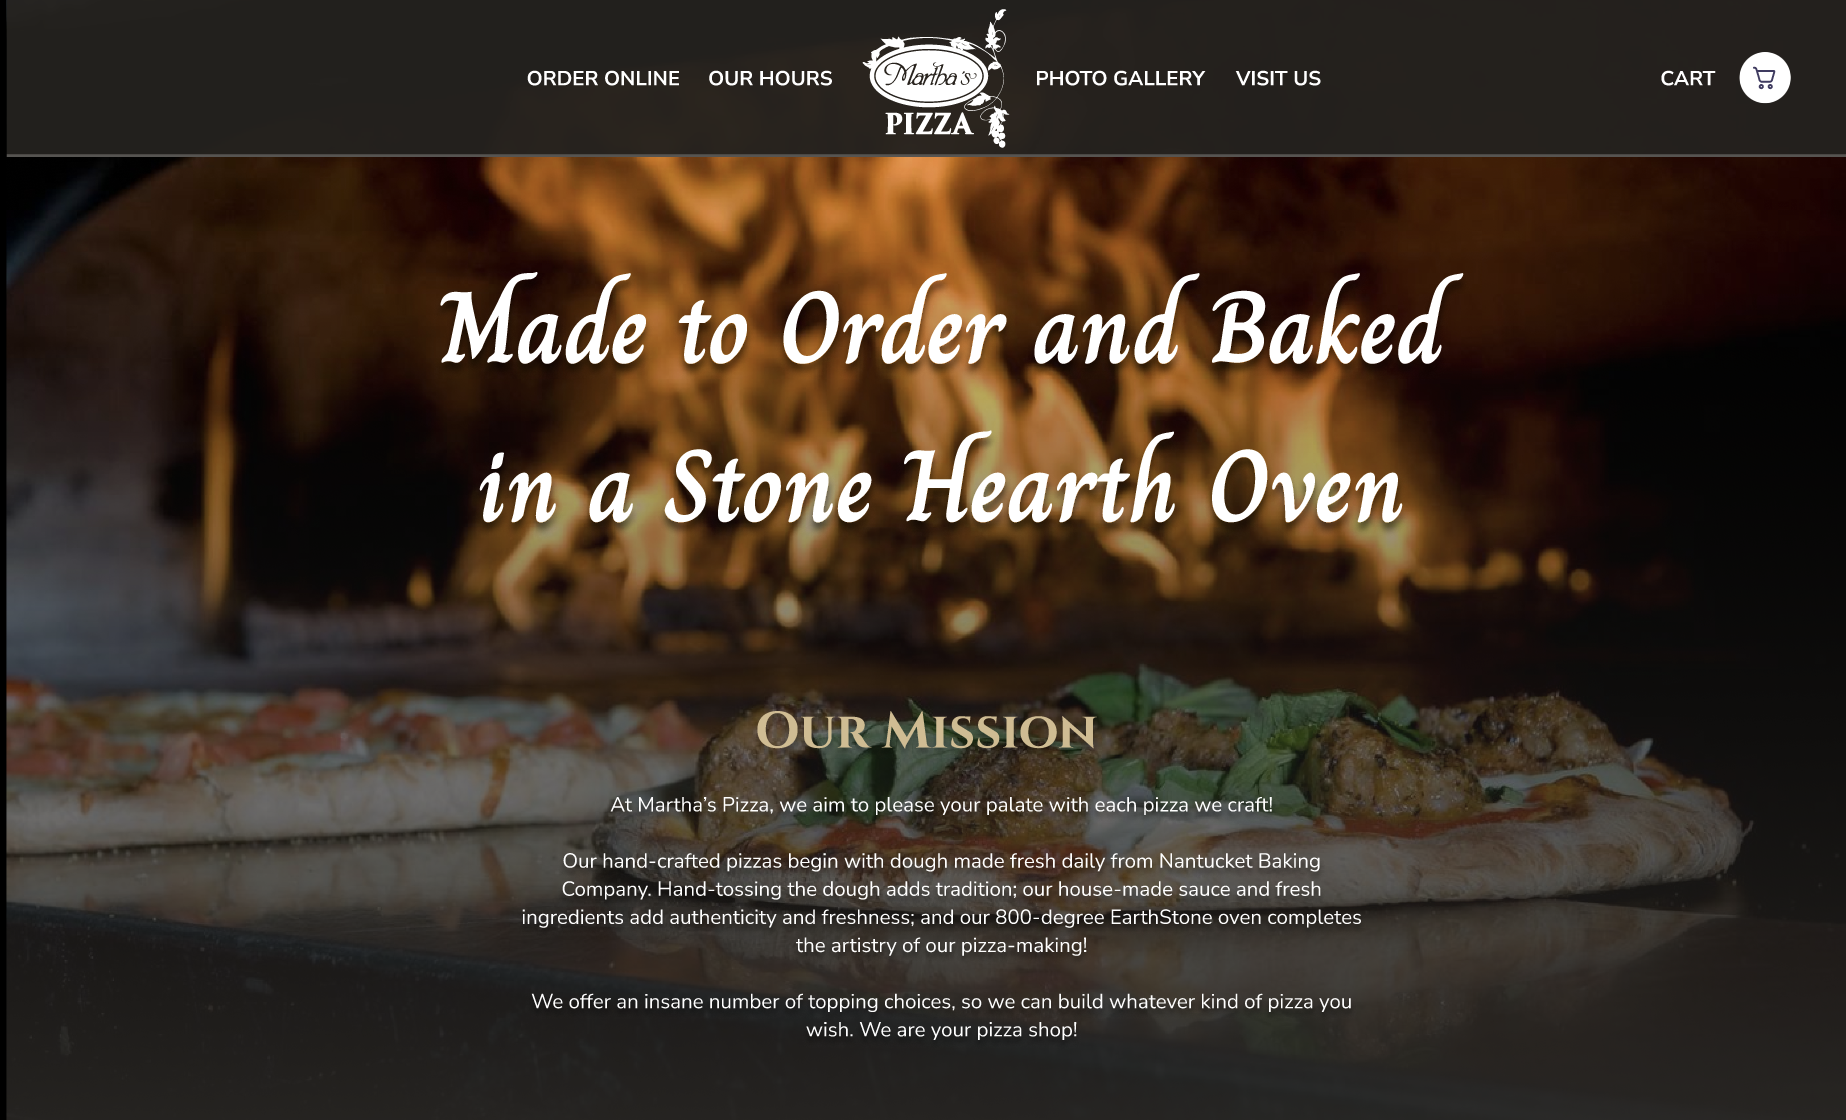 ORDER ONLINE OUR HOURS Martha's PIZZA PHOTO GALLERY VISIT US CART
Made to Order and Baked
in a Stone Hearth Oven
Our Mission
At Martha’s Pizza, we aim to please your palate with each pizza we craft!
Our hand-crafted pizzas begin with dough made fresh daily from Nantucket Baking
Company. Hand-tossing the dough adds tradition; our house-made sauce and fresh
ingredients add authenticity and freshness; and our 800-degree EarthStone oven completes
the artistry of our pizza-making!
We offer an insane number of topping choices, so we can build whatever kind of pizza you
wish. We are your pizza shop!